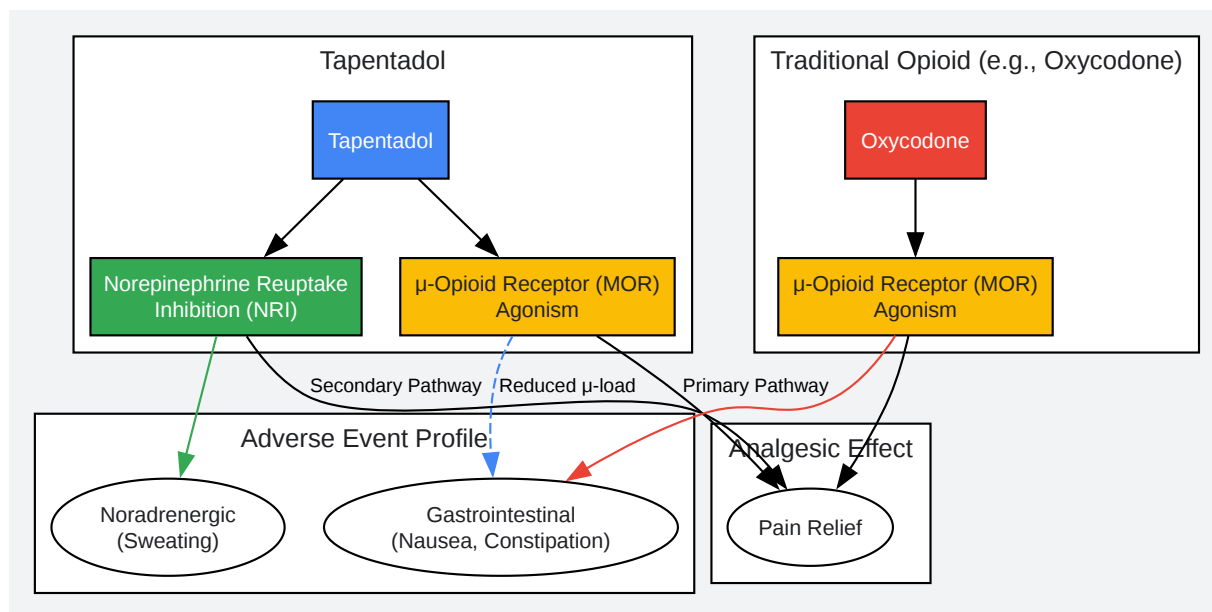 Tapentadol
Traditional Opioid (e.g., Oxycodone)
Tapentadol
Oxycodone
Norepinephrine Reuptake
Inhibition (NRI)
μ-Opioid Receptor (MOR)
Agonism
μ-Opioid Receptor (MOR)
Agonism
Secondary Pathway
Reduced μ-load
Primary Pathway
Adverse Event Profile
Analgesic Effect
Noradrenergic
(Sweating)
Gastrointestinal
(Nausea, Constipation)
Pain Relief